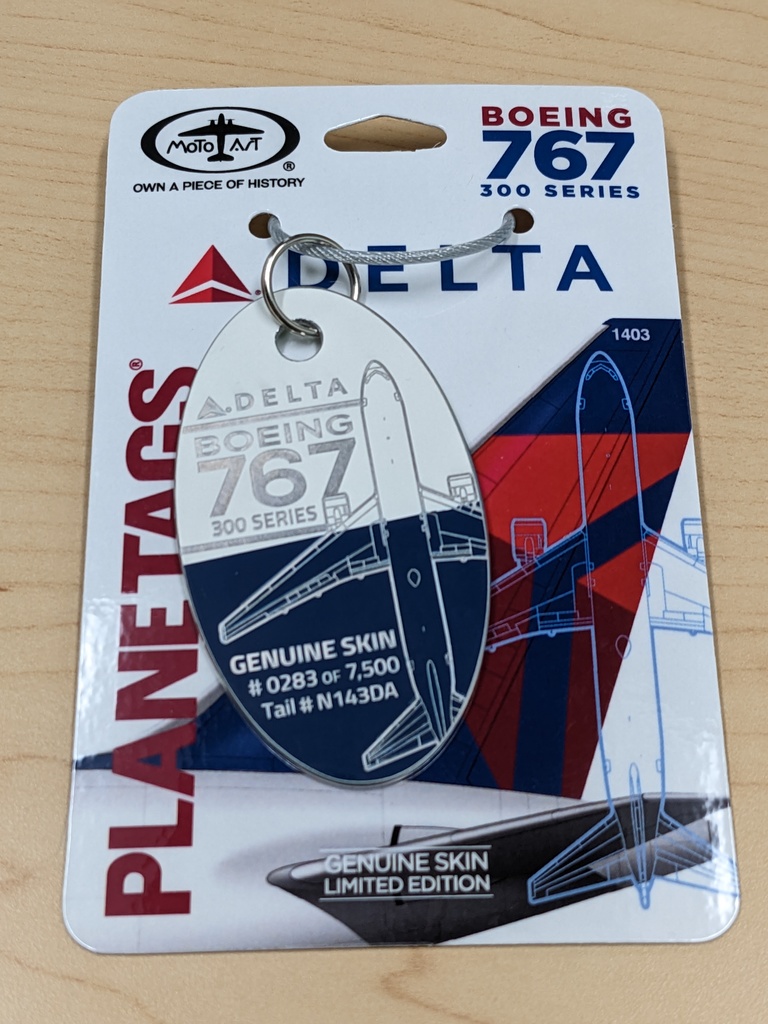 MOTO ART
®
OWN A PIECE OF HISTORY
BOEING
767
300 SERIES
DELTA
1403
PLANETAGS®
DELTA
BOEING
767
300 SERIES
GENUINE SKIN
# 0283 OF 7,500
Tail # N143DA
GENUINE SKIN
LIMITED EDITION